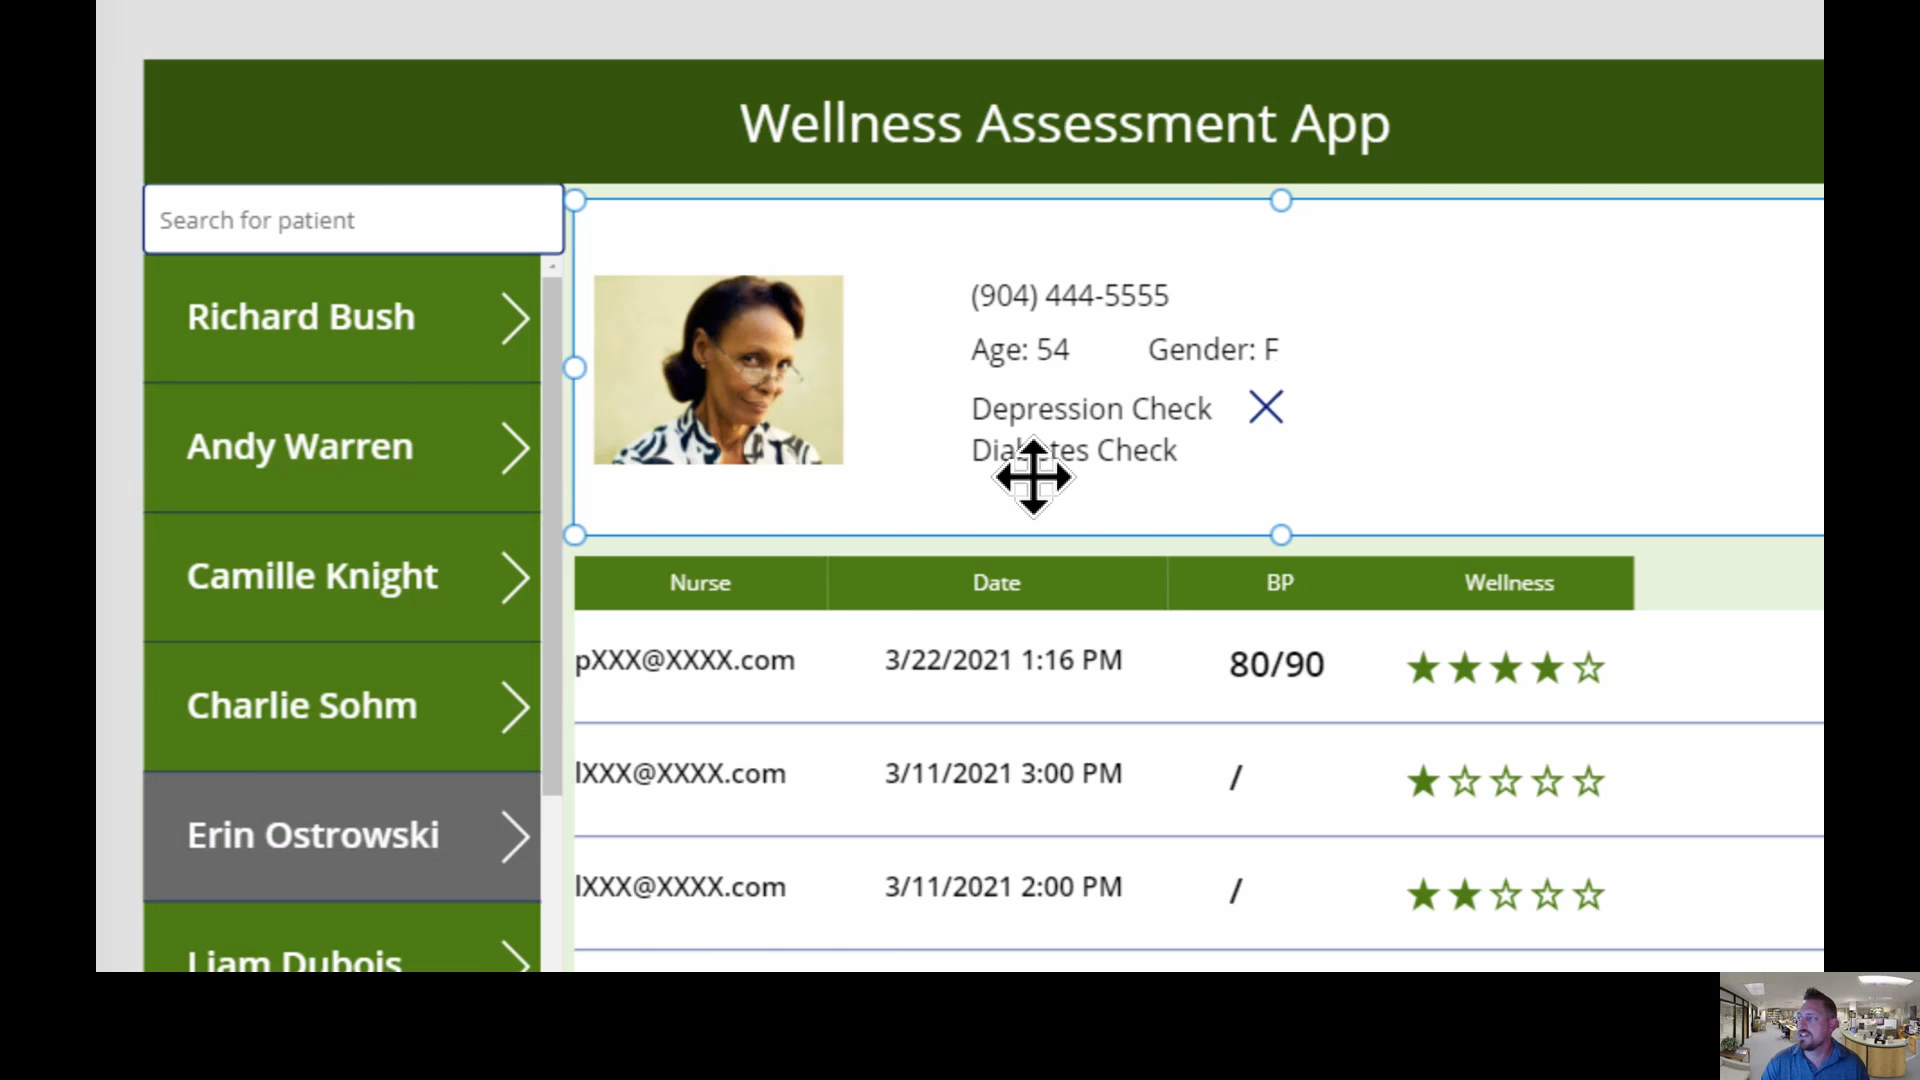 Wellness Assessment App
Search for patient
Richard Bush
Andy Warren
Camille Knight
Charlie Sohm
Erin Ostrowski
Liam Dubois
(904) 444-5555
Age: 54 Gender: F
Depression Check
Diabetes Check
Nurse Date BP Wellness
pXXX@XXXX.com 3/22/2021 1:16 PM 80/90
lXXX@XXXX.com 3/11/2021 3:00 PM /
lXXX@XXXX.com 3/11/2021 2:00 PM /